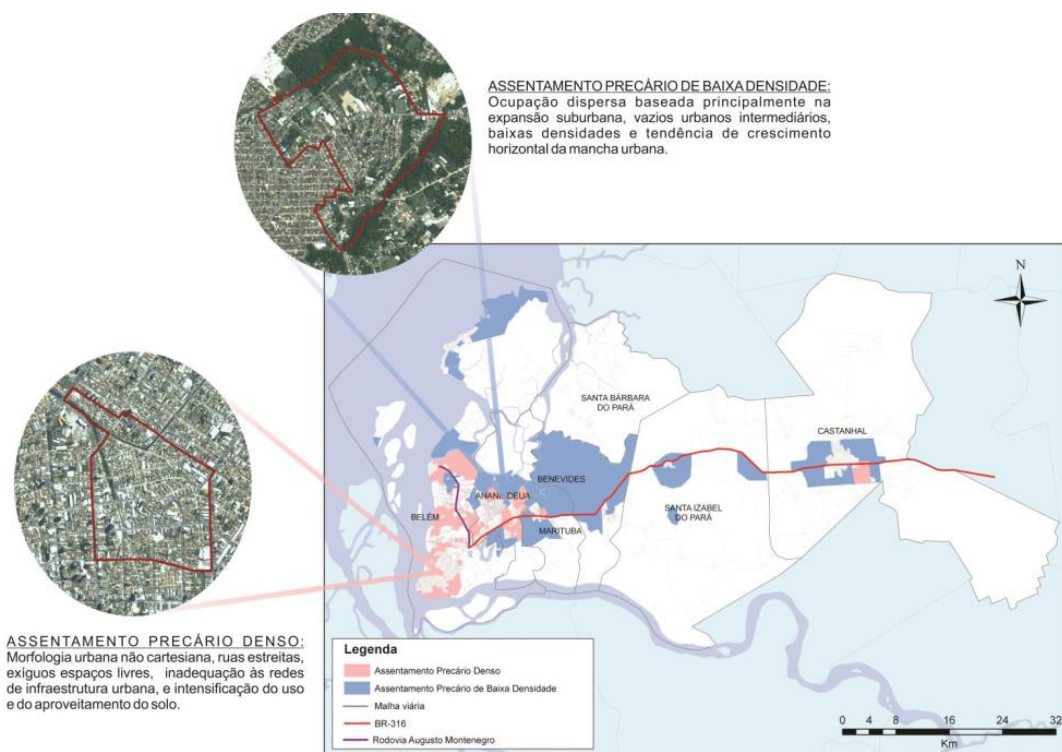 ASSENTAMENTO PRECÁRIO DE BAIXA DENSIDADE:
Ocupação dispersa baseada principalmente na
expansão suburbana, vazios urbanos intermediários,
baixas densidades e tendência de crescimento
horizontal da mancha urbana.
N
SANTA BÁRBARA
DO PARÁ
CASTANHAL
BENEVIDES
ANANINDEUA
BELÉM
SANTA IZABEL
DO PARÁ
MARITUBA
ASSENTAMENTO PRECÁRIO DENSO:
Morfologia urbana não cartesiana, ruas estreitas,
exíguos espaços livres, inadequação às redes
de infraestrutura urbana, e intensificação do uso
e do aproveitamento do solo.
Legenda
Assentamento Precário Denso
Assentamento Precário de Baixa Densidade
Malha viária
BR-316
Rodovia Augusto Montenegro
0 4 8 16 24 32
Km